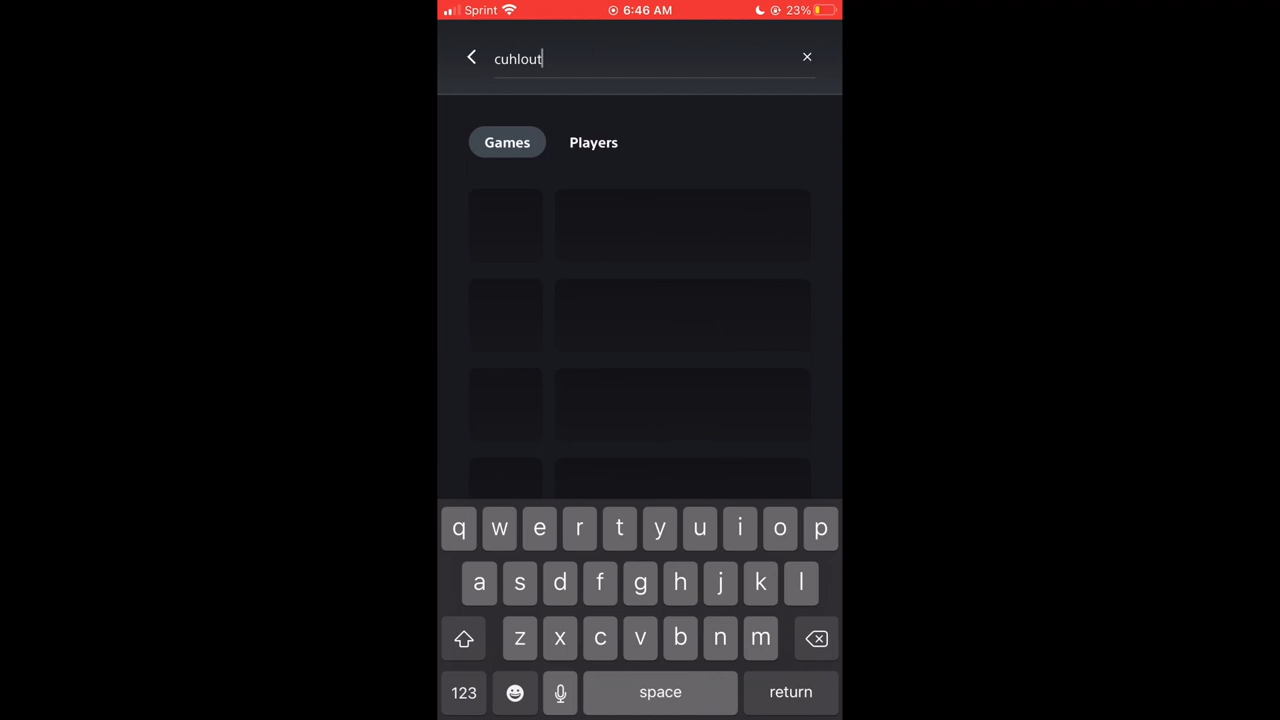 Sprint 6:46 AM 23%
cuhlout
Games Players
q w e r t y u i o p
a s d f g h j k l
z x c v b n m
123 space return